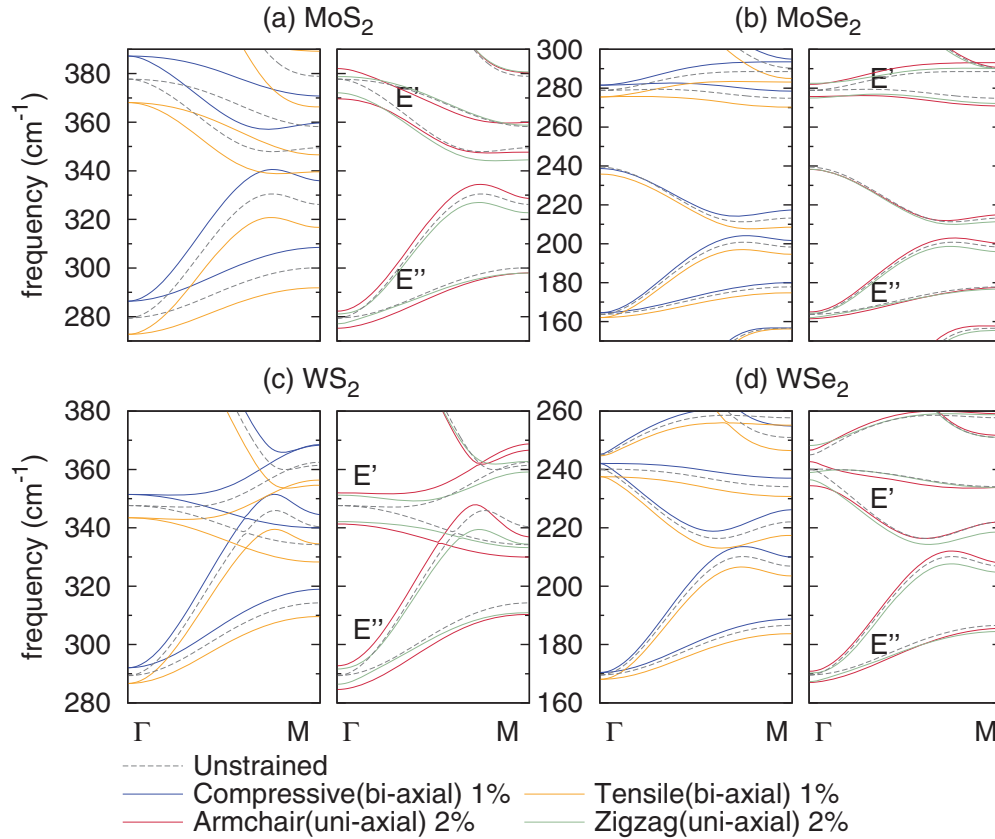 (a) MoS2 (b) MoSe2
frequency (cm-1)
380
360
340
320
300
280
E'
E''
300
280
260
240
220
200
180
160
E'
E''
(c) WS2 (d) WSe2
frequency (cm-1)
380
360
340
320
300
280
E'
E''
260
240
220
200
180
160
E'
E''
Γ M Γ M Γ M Γ M
Unstrained
Compressive(bi-axial) 1% Tensile(bi-axial) 1%
Armchair(uni-axial) 2% Zigzag(uni-axial) 2%